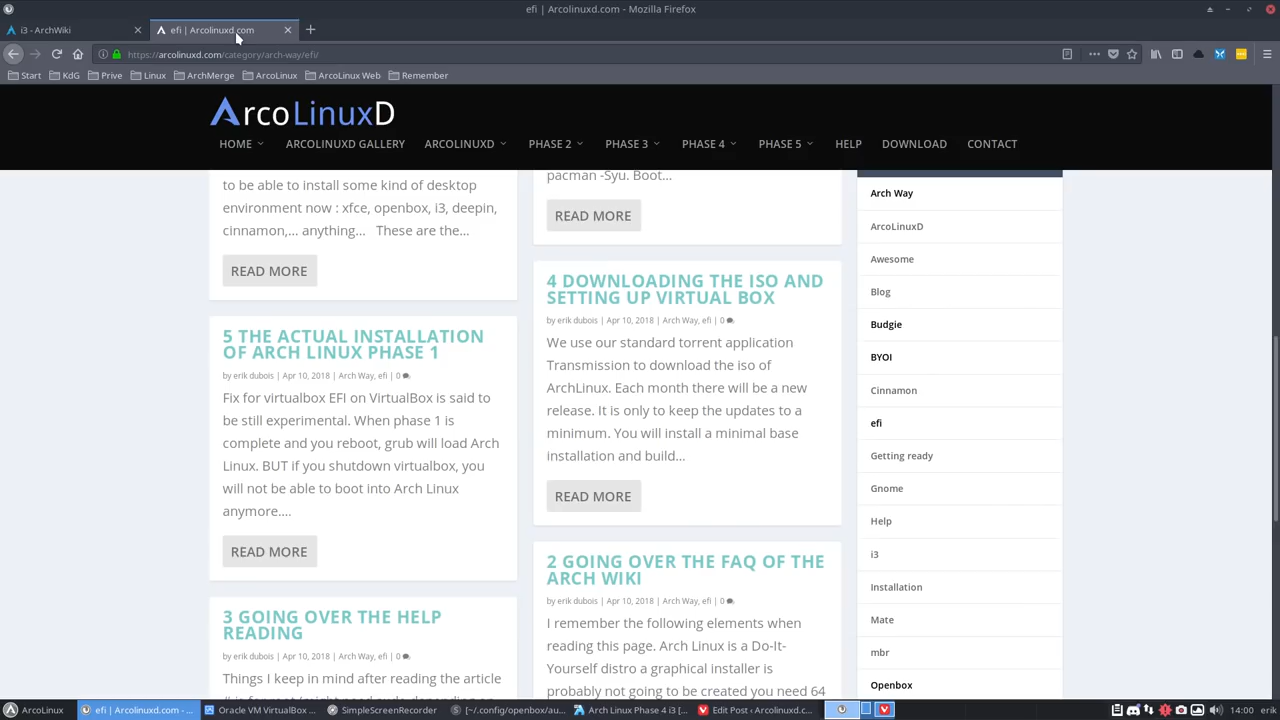 efi | Arcolinuxd.com - Mozilla Firefox
i3 - ArchWiki
efi | Arcolinuxd.com
https://arcolinuxd.com/category/arch-way/efi/
Start
KdG
Prive
Linux
ArchMerge
ArcoLinux
ArcoLinux Web
Remember
ArcoLinuxD
HOME
ARCOLINUXD GALLERY
ARCOLINUXD
PHASE 2
PHASE 3
PHASE 4
PHASE 5
HELP
DOWNLOAD
CONTACT
to be able to install some kind of desktop
environment now : xfce, openbox, i3, deepin,
cinnamon,... anything... These are the...
READ MORE
5 THE ACTUAL INSTALLATION
OF ARCH LINUX PHASE 1
by erik dubois | Apr 10, 2018 | Arch Way, efi | 0
Fix for virtualbox EFI on VirtualBox is said to
be still experimental. When phase 1 is
complete and you reboot, grub will load Arch
Linux. BUT if you shutdown virtualbox, you
will not be able to boot into Arch Linux
anymore....
READ MORE
3 GOING OVER THE HELP
READING
by erik dubois | Apr 10, 2018 | Arch Way, efi | 0
Things I keep in mind after reading the article
pacman -Syu. Boot...
READ MORE
4 DOWNLOADING THE ISO AND
SETTING UP VIRTUAL BOX
by erik dubois | Apr 10, 2018 | Arch Way, efi | 0
We use our standard torrent application
Transmission to download the iso of
ArchLinux. Each month there will be a new
release. It is only to keep the updates to a
minimum. You will install a minimal base
installation and build...
READ MORE
2 GOING OVER THE FAQ OF THE
ARCH WIKI
by erik dubois | Apr 10, 2018 | Arch Way, efi | 0
I remember the following elements when
reading this page. Arch Linux is a Do-It-
Yourself distro a graphical installer is
probably not going to be created you need 64
Arch Way
ArcoLinuxD
Awesome
Blog
Budgie
BYOI
Cinnamon
efi
Getting ready
Gnome
Help
i3
Installation
Mate
mbr
Openbox
ArcoLinux
efi | Arcolinuxd.com - ...
Oracle VM VirtualBox ...
SimpleScreenRecorder
[~/.config/openbox/au...
Arch Linux Phase 4 i3 [...
Edit Post ‹ Arcolinuxd.c...
14:00
erik